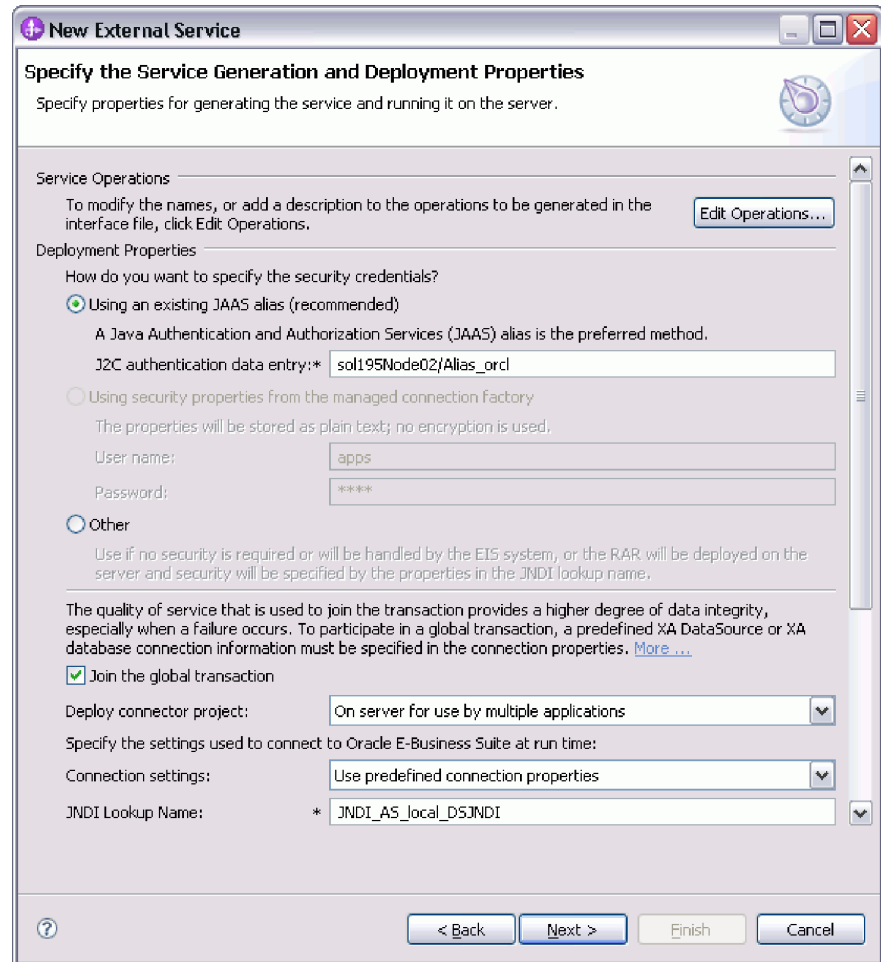 New External Service
Specify the Service Generation and Deployment Properties
Specify properties for generating the service and running it on the server.
Service Operations
To modify the names, or add a description to the operations to be generated in the
interface file, click Edit Operations.
Edit Operations...
Deployment Properties
How do you want to specify the security credentials?
Using an existing JAAS alias (recommended)
A Java Authentication and Authorization Services (JAAS) alias is the preferred method.
J2C authentication data entry:* sol195Node02/Alias_orcl
Using security properties from the managed connection factory
The properties will be stored as plain text; no encryption is used.
User name: apps
Password: ****
Other
Use if no security is required or will be handled by the EIS system, or the RAR will be deployed on the
server and security will be specified by the properties in the JNDI lookup name.
The quality of service that is used to join the transaction provides a higher degree of data integrity,
especially when a failure occurs. To participate in a global transaction, a predefined XA DataSource or XA
database connection information must be specified in the connection properties. More ...
Join the global transaction
Deploy connector project: On server for use by multiple applications
Specify the settings used to connect to Oracle E-Business Suite at run time:
Connection settings: Use predefined connection properties
JNDI Lookup Name: * JNDI_AS_local_DSJNDI
? < Back Next > Finish Cancel